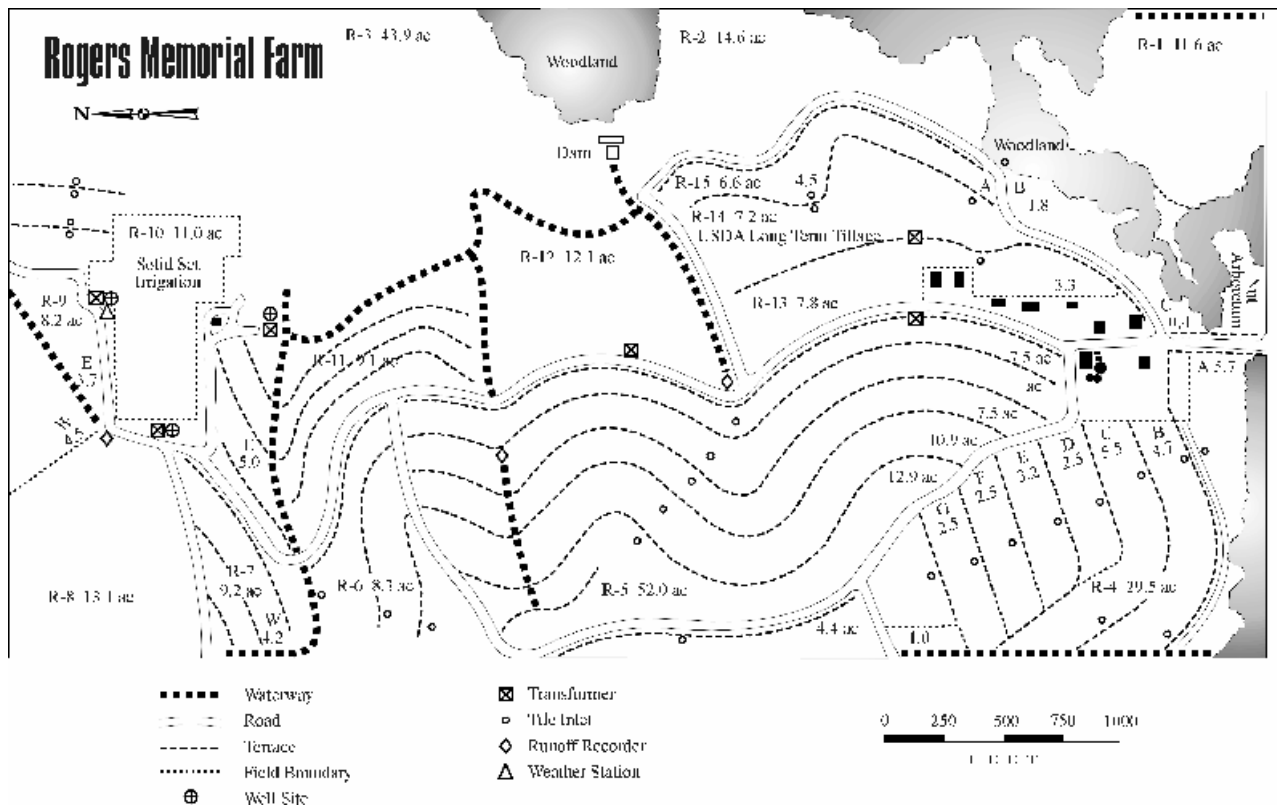 Rogers Memorial Farm
N
R-3 43.9 ac
Woodland
R-2 14.6 ac
R-1 11.6 ac
Dam
Woodland
R-15 6.6 ac
4.5
A
B
1.8
R-14 7.2 ac
USDA Long Term Tillage
R-10 11.0 ac
Solid Set
Irrigation
R-12 12.1 ac
Arboretum
R-9
8.2 ac
R-13 7.8 ac
3.3
C
R-11 9.1 ac
E
7.5 ac
ac
A 5.7
7.5 ac
5.0
10.9 ac
12.9 ac
G
2.5
F
2.5
E
3.2
D
2.5
C
5.5
B
4.7
R-8 13.1 ac
R-7
9.2 ac
W
4.2
R-6 8.3 ac
R-5 52.0 ac
4.4 ac
1.0
R-4 29.5 ac
Waterway
Road
Terrace
Field Boundary
Well Site
Transformer
Tile Inlet
Runoff Recorder
Weather Station
0 250 500 750 1000